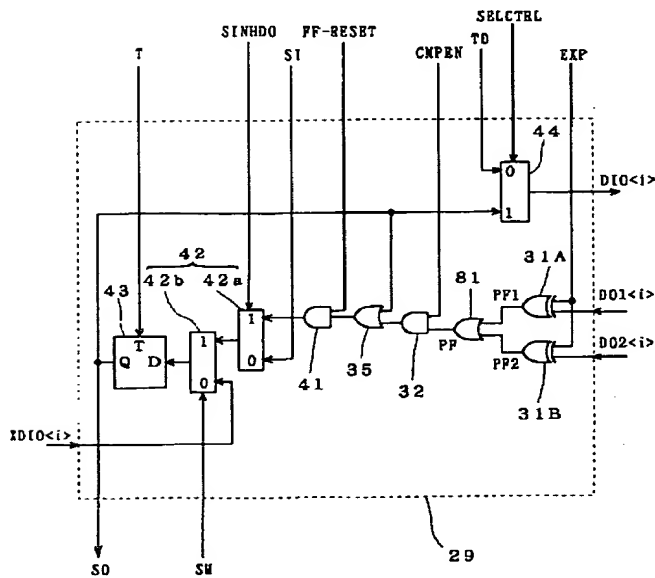 SELCTRL
SINHDO FF-RESET TD
T SI CMPEN EXP
44
0
DIO<i>
1
42
31A
42b 42a
81
43
PF1
DO1<i>
T
1
1
Q D
PF
PF2
DO2<i>
0
0
41
35
32
31B
XDIO<i>
29
SO
SM